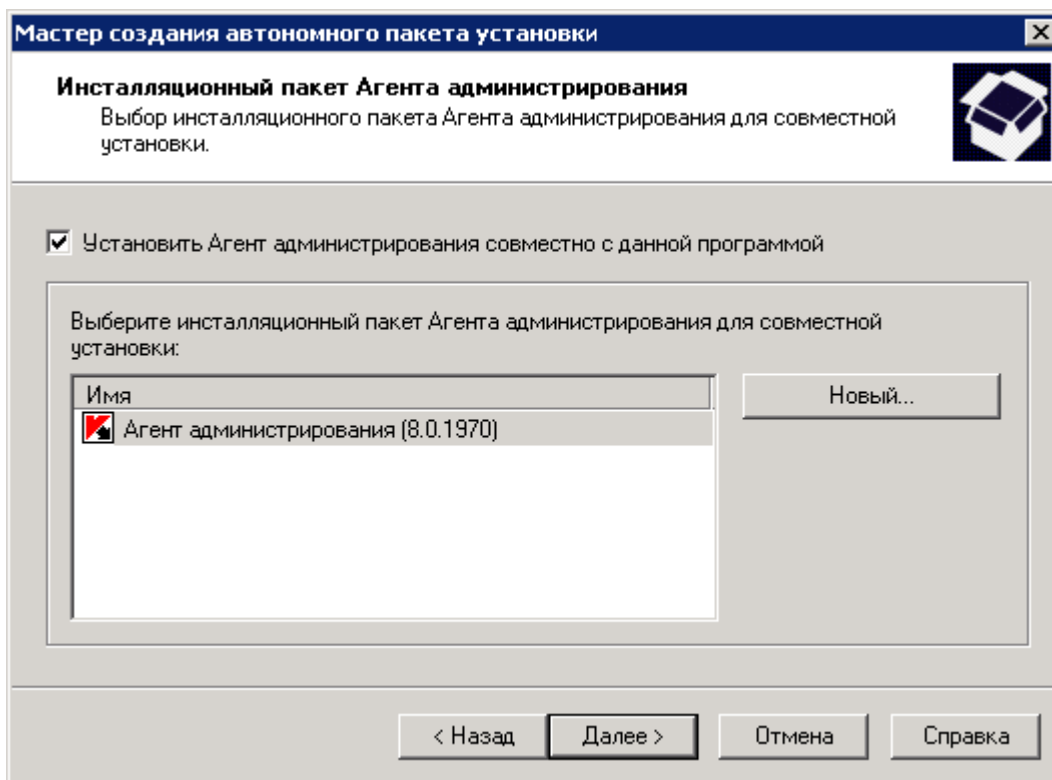 Мастер создания автономного пакета установки
Инсталляционный пакет Агента администрирования
Выбор инсталляционного пакета Агента администрирования для совместной
установки.
Установить Агент администрирования совместно с данной программой
Выберите инсталляционный пакет Агента администрирования для совместной
установки:
Имя
Новый...
Агент администрирования (8.0.1970)
< Назад
Далее >
Отмена
Справка